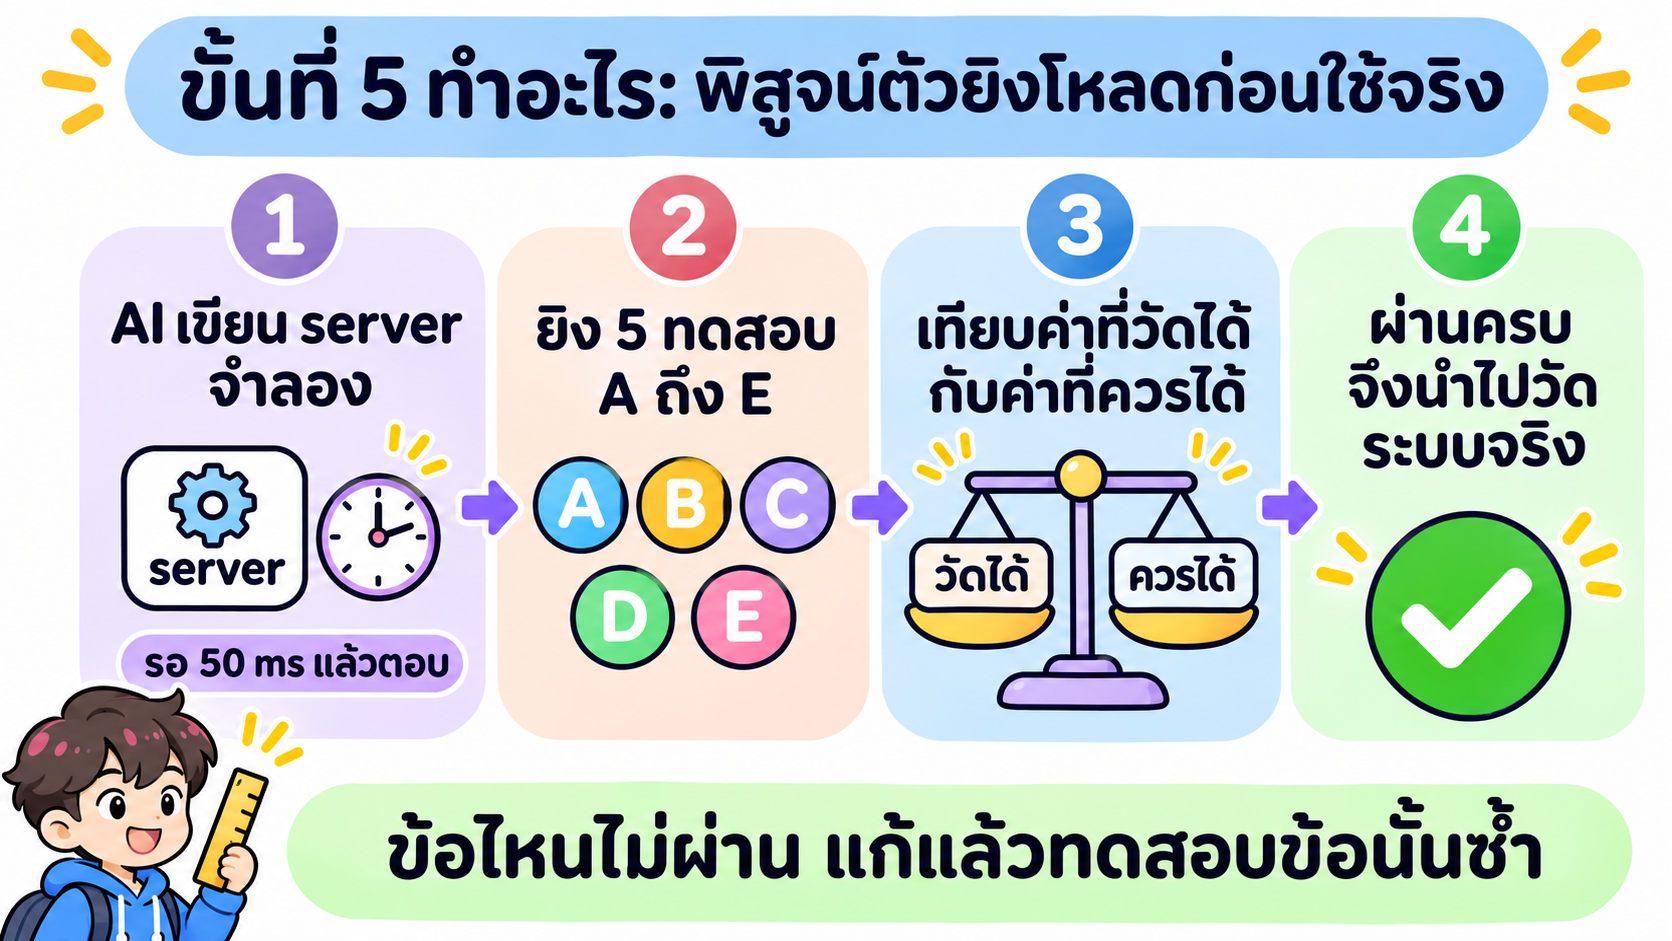 ขั้นที่ 5 ทำอะไร: พิสูจน์ตัวยิงโหลดก่อนใช้จริง
1
AI เขียน server
จำลอง
server
รอ 50 ms แล้วตอบ
2
ยิง 5 ทดสอบ
A ถึง E
A B C
D E
3
เทียบค่าที่วัดได้
กับค่าที่ควรได้
วัดได้ ควรได้
4
ผ่านครบ
จึงนำไปวัด
ระบบจริง
ข้อไหนไม่ผ่าน แก้แล้วทดสอบข้อนั้นซ้ำ